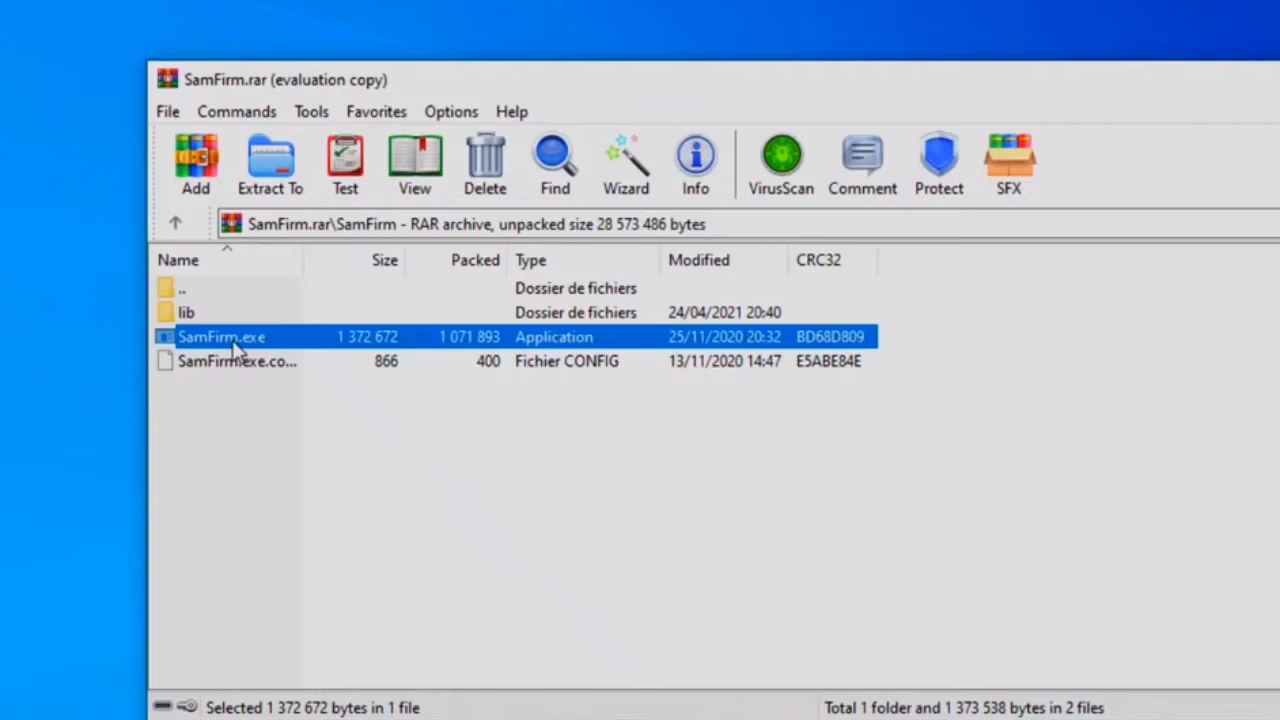 SamFirm.rar (evaluation copy)
File Commands Tools Favorites Options Help
Add Extract To Test View Delete Find Wizard Info VirusScan Comment Protect SFX
SamFirm.rar\SamFirm - RAR archive, unpacked size 28 573 486 bytes
Name Size Packed Type Modified CRC32
.. Dossier de fichiers
lib Dossier de fichiers 24/04/2021 20:40
SamFirm.exe 1 372 672 1 071 893 Application 25/11/2020 20:32 BD68D809
SamFirm.exe.co... 866 400 Fichier CONFIG 13/11/2020 14:47 E5ABE84E
Selected 1 372 672 bytes in 1 file Total 1 folder and 1 373 538 bytes in 2 files